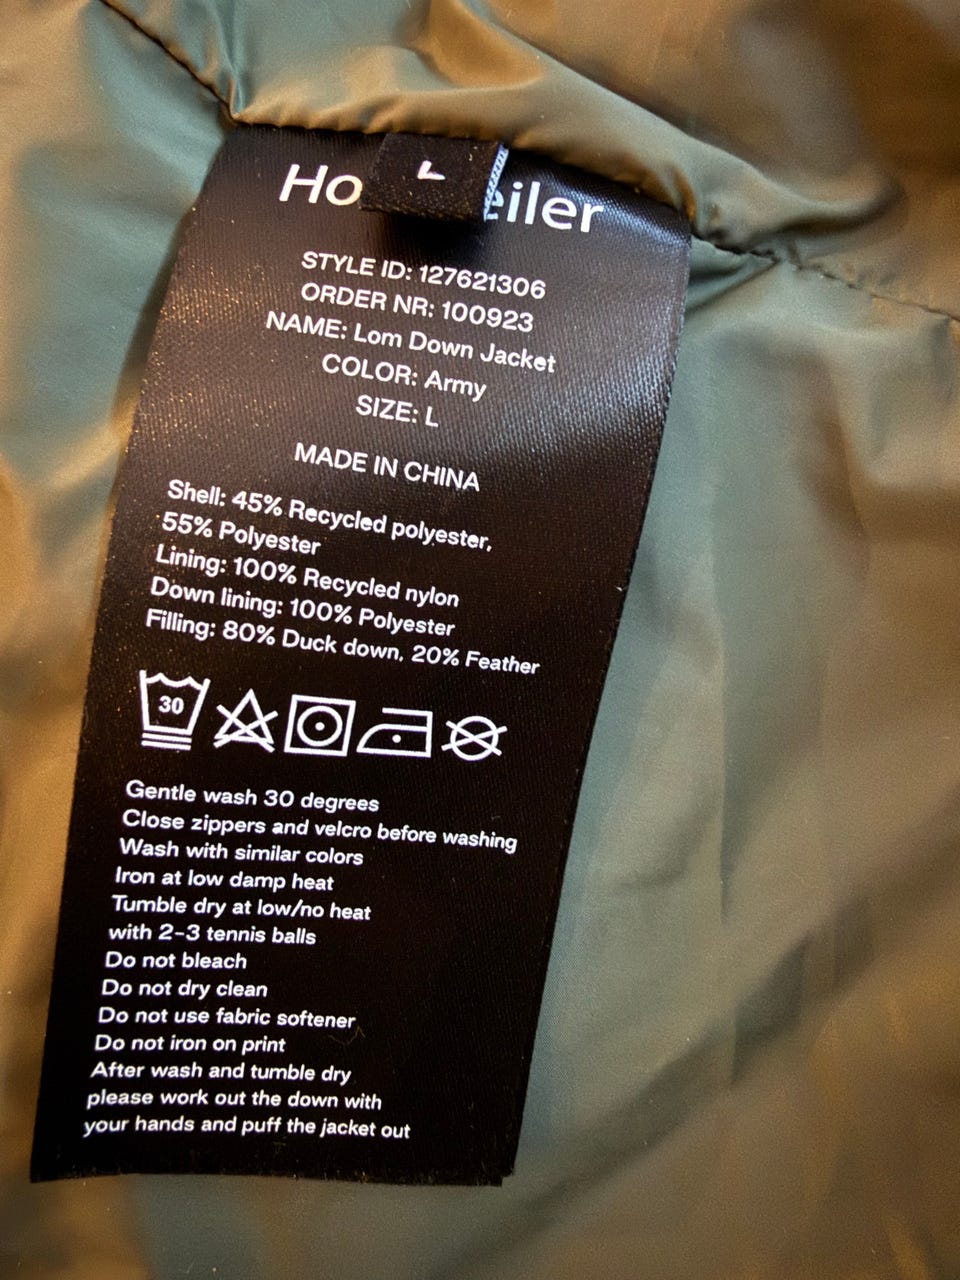 L
Ho eiler
STYLE ID: 127621306
ORDER NR: 100923
NAME: Lom Down Jacket
COLOR: Army
SIZE: L
MADE IN CHINA
Shell: 45% Recycled polyester,
55% Polyester
Lining: 100% Recycled nylon
Down lining: 100% Polyester
Filling: 80% Duck down, 20% Feather
30
Gentle wash 30 degrees
Close zippers and velcro before washing
Wash with similar colors
Iron at low damp heat
Tumble dry at low/no heat
with 2-3 tennis balls
Do not bleach
Do not dry clean
Do not use fabric softener
Do not iron on print
After wash and tumble dry
please work out the down with
your hands and puff the jacket out